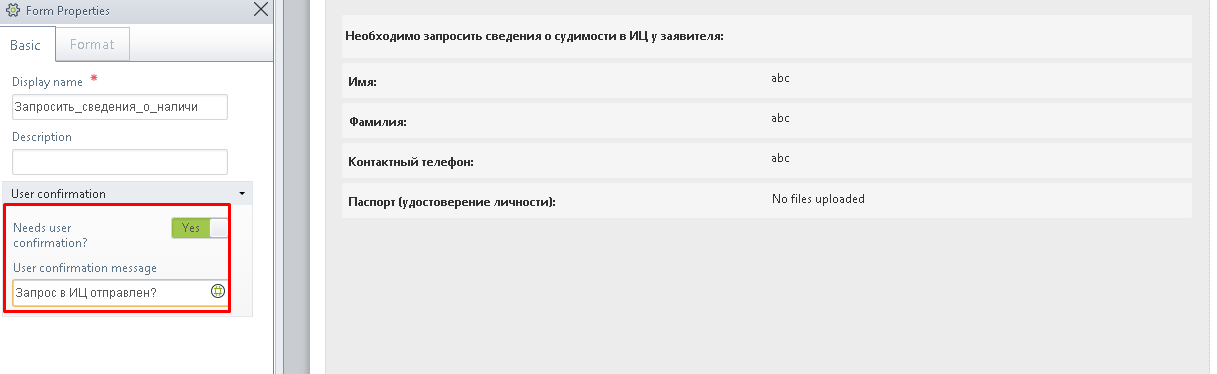 Form Properties
Basic
Format
Display name *
Запросить_сведения_о_наличи
Description
User confirmation
Needs user
confirmation?
Yes
User confirmation message
Запрос в ИЦ отправлен?
Необходимо запросить сведения о судимости в ИЦ у заявителя:
Имя:
abc
Фамилия:
abc
Контактный телефон:
abc
Паспорт (удостоверение личности):
No files uploaded